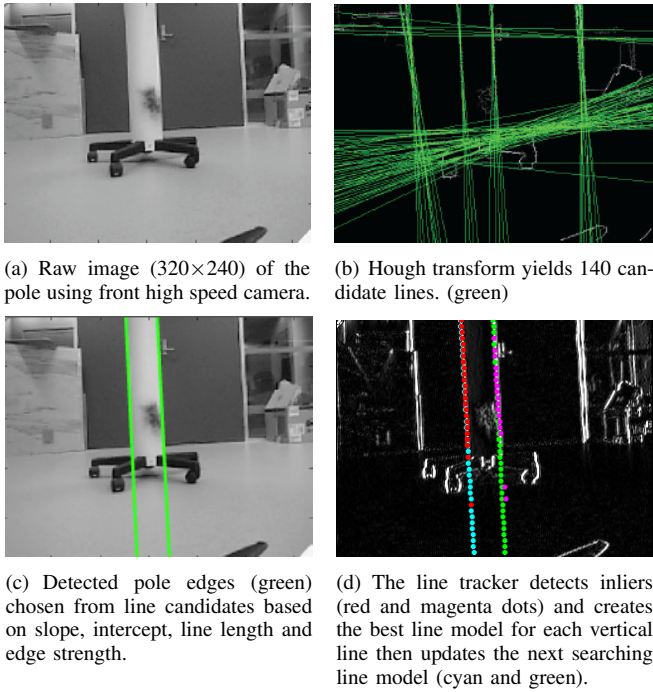 (a) Raw image (320×240) of the
pole using front high speed camera.
(b) Hough transform yields 140 can-
didate lines. (green)
(c) Detected pole edges (green)
chosen from line candidates based
on slope, intercept, line length and
edge strength.
(d) The line tracker detects inliers
(red and magenta dots) and creates
the best line model for each vertical
line then updates the next searching
line model (cyan and green).